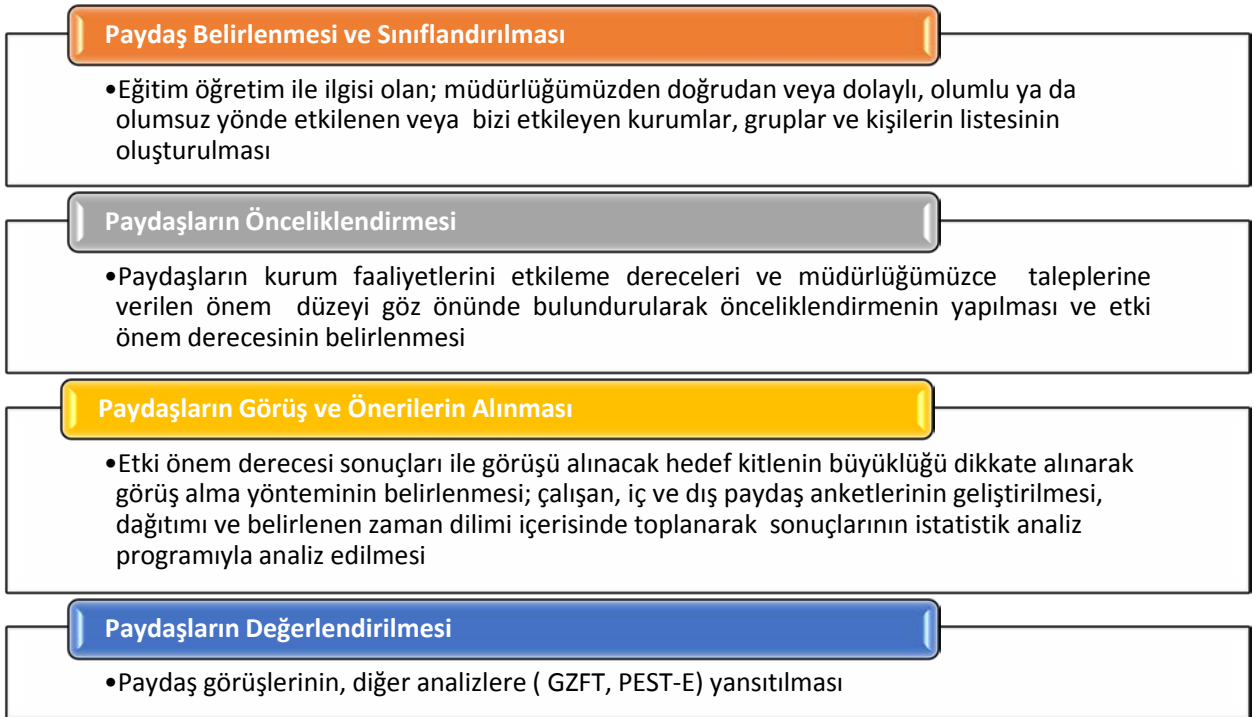 Paydaş Belirlenmesi ve Sınıflandırılması
•Eğitim öğretim ile ilgisi olan; müdürlüğümüzden doğrudan veya dolaylı, olumlu ya da
olumsuz yönde etkilenen veya bizi etkileyen kurumlar, gruplar ve kişilerin listesinin
oluşturulması
Paydaşların Önceliklendirmesi
•Paydaşların kurum faaliyetlerini etkileme dereceleri ve müdürlüğümüzce taleplerine
verilen önem düzeyi göz önünde bulundurularak önceliklendirmenin yapılması ve etki
önem derecesinin belirlenmesi
Paydaşların Görüş ve Önerilerin Alınması
•Etki önem derecesi sonuçları ile görüşü alınacak hedef kitlenin büyüklüğü dikkate alınarak
görüş alma yönteminin belirlenmesi; çalışan, iç ve dış paydaş anketlerinin geliştirilmesi,
dağıtımı ve belirlenen zaman dilimi içerisinde toplanarak sonuçlarının istatistik analiz
programıyla analiz edilmesi
Paydaşların Değerlendirilmesi
•Paydaş görüşlerinin, diğer analizlere ( GZFT, PEST-E) yansıtılması